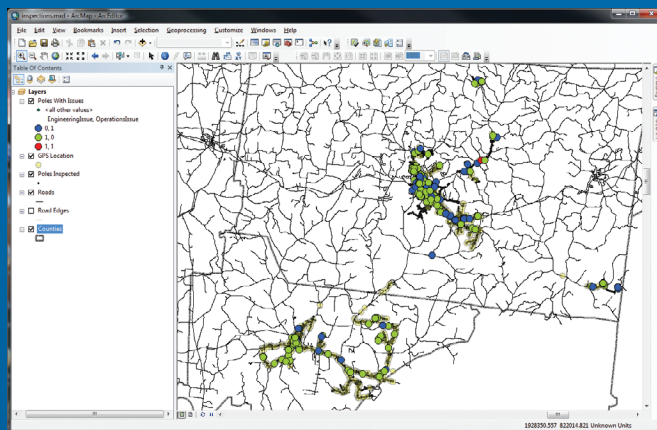 inspections.mxd - ArcMap - Arc Editor
File Edit View Bookmarks Insert Selection Geoprocessing Customize Windows Help
Table Of Contents
Layers
Poles With Issues
<all other values>
EngineeringIssue, OperationsIssue
0, 1
1, 0
1, 1
GPS Location
Poles Inspected
Roads
Road Edges
Counties
1928350.557 822014.821 Unknown Units